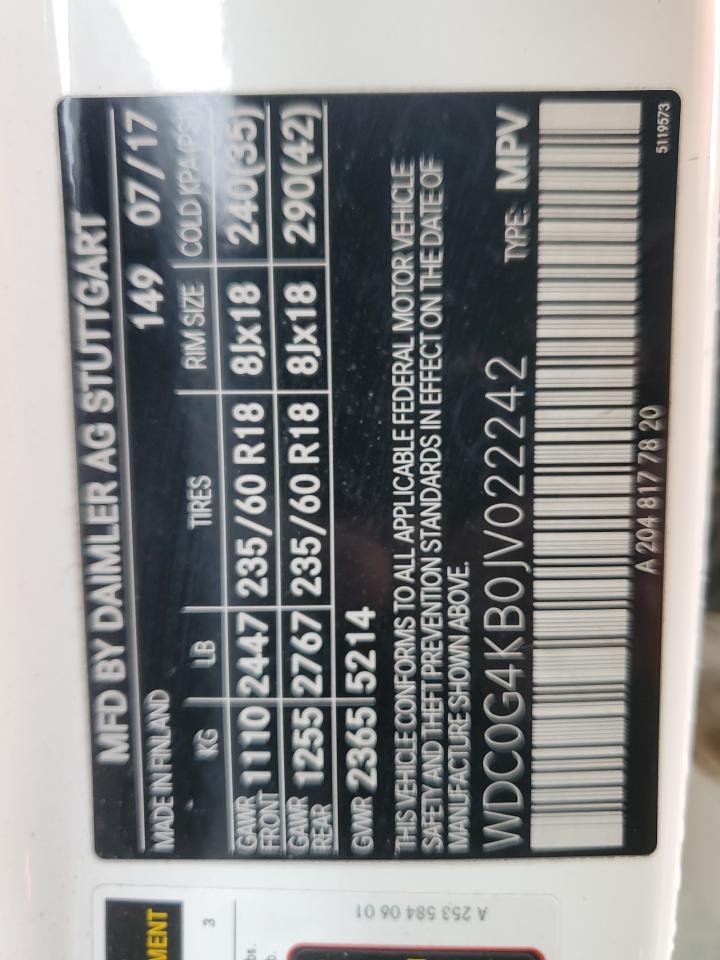 MFD BY DAIMLER AG STUTTGART
MADE IN FINLAND 149 07/17
KG LB TIRES RIM SIZE COLD KPA(PSI)
GAWR FRONT 1110 2447 235/60 R18 8Jx18 240(35)
GAWR REAR 1255 2767 235/60 R18 8Jx18 290(42)
GWR 2365 5214
THIS VEHICLE CONFORMS TO ALL APPLICABLE FEDERAL MOTOR VEHICLE
SAFETY AND THEFT PREVENTION STANDARDS IN EFFECT ON THE DATE OF
MANUFACTURE SHOWN ABOVE.
WDC0G4KB0JV022242 TYPE: MPV
A 204 817 78 20
5119573
A 253 584 06 01
3